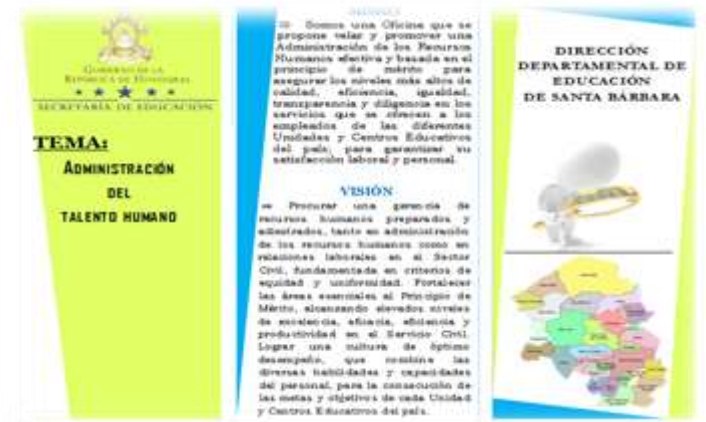 GOBIERNO DE LA
REPÚBLICA DE HONDURAS
SECRETARÍA DE EDUCACIÓN
TEMA:
ADMINISTRACIÓN
DEL
TALENTO HUMANO
Somos una Oficina que se
propone velar y promover una
Administración de los Recursos
Humanos efectiva y basada en el
principio de mérito para
asegurar los niveles más altos de
calidad, eficiencia, igualdad,
transparencia y diligencia en los
servicios que se ofrecen a los
empleados de las diferentes
Unidades y Centros Educativos
del país; para garantizar su
satisfacción laboral y personal.
VISIÓN
Procurar una gerencia de
recursos humanos preparados y
adiestrados, tanto en administración
de los recursos humanos como en
relaciones laborales en el Sector
Civil, fundamentada en criterios de
equidad y uniformidad. Fortalecer
las áreas esenciales al Principio de
Mérito, alcanzando elevados niveles
de excelencia, eficacia, eficiencia y
productividad en el Servicio Civil.
Lograr una cultura de óptimo
desempeño, que combine las
diversas habilidades y capacidades
del personal, para la consecución de
las metas y objetivos de cada Unidad
y Centros Educativos del país.
DIRECCIÓN
DEPARTAMENTAL DE
EDUCACIÓN
DE SANTA BÁRBARA